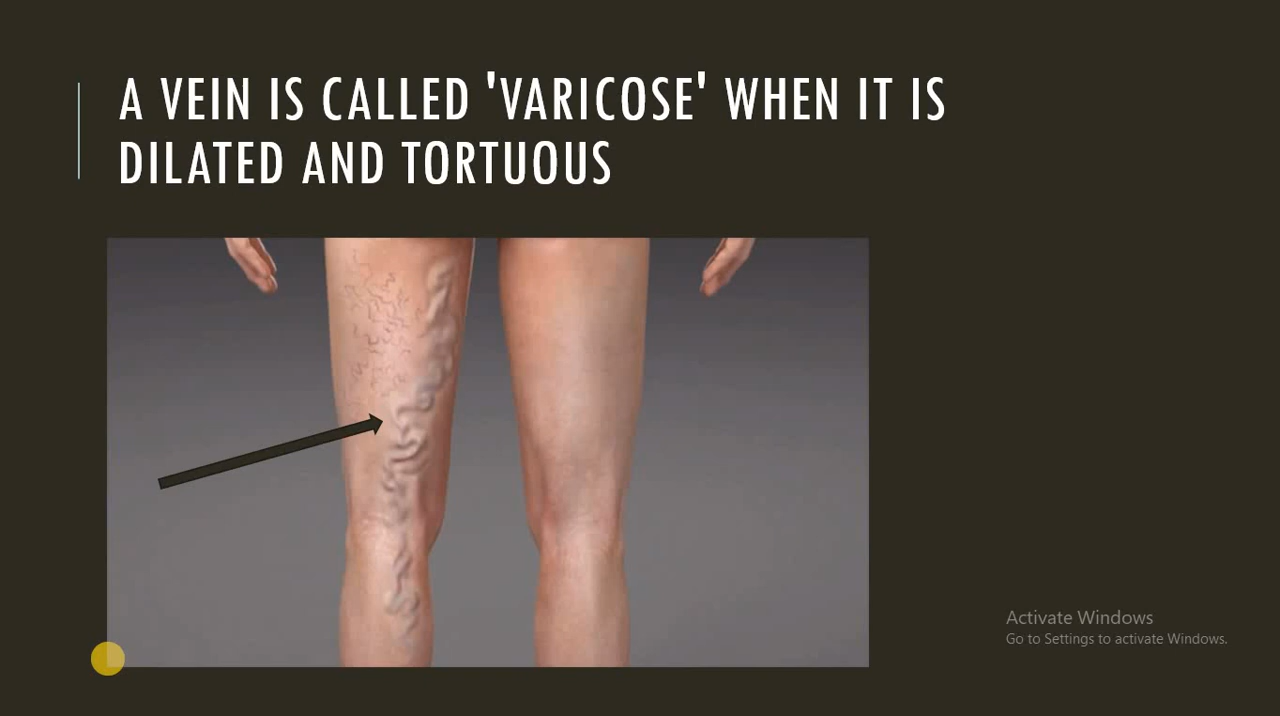 A VEIN IS CALLED 'VARICOSE' WHEN IT IS
DILATED AND TORTUOUS
Activate Windows
Go to Settings to activate Windows.